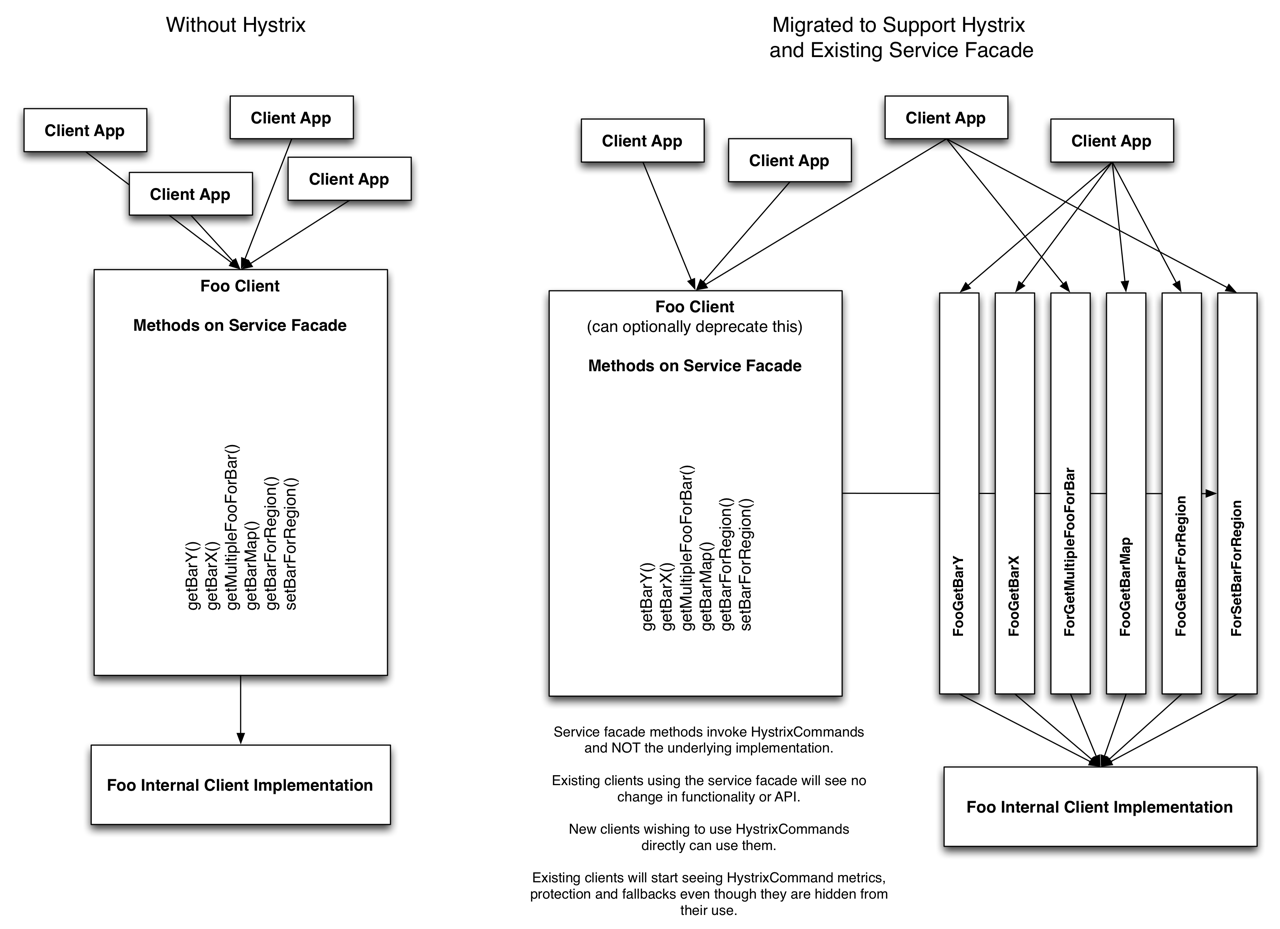 Without Hystrix
Client App
Client App
Client App
Client App
Foo Client
Methods on Service Facade
getBarY()
getBarX()
getMultipleFooForBar()
getBarMap()
getBarForRegion()
setBarForRegion()
Foo Internal Client Implementation
Migrated to Support Hystrix
and Existing Service Facade
Client App
Client App
Client App
Client App
Foo Client
(can optionally deprecate this)
Methods on Service Facade
getBarY()
getBarX()
getMultipleFooForBar()
getBarMap()
getBarForRegion()
setBarForRegion()
FooGetBarY
FooGetBarX
ForGetMultipleFooForBar
FooGetBarMap
FooGetBarForRegion
ForSetBarForRegion
Service facade methods invoke HystrixCommands
and NOT the underlying implementation.
Existing clients using the service facade will see no
change in functionality or API.
New clients wishing to use HystrixCommands
directly can use them.
Existing clients will start seeing HystrixCommand metrics,
protection and fallbacks even though they are hidden from
their use.
Foo Internal Client Implementation